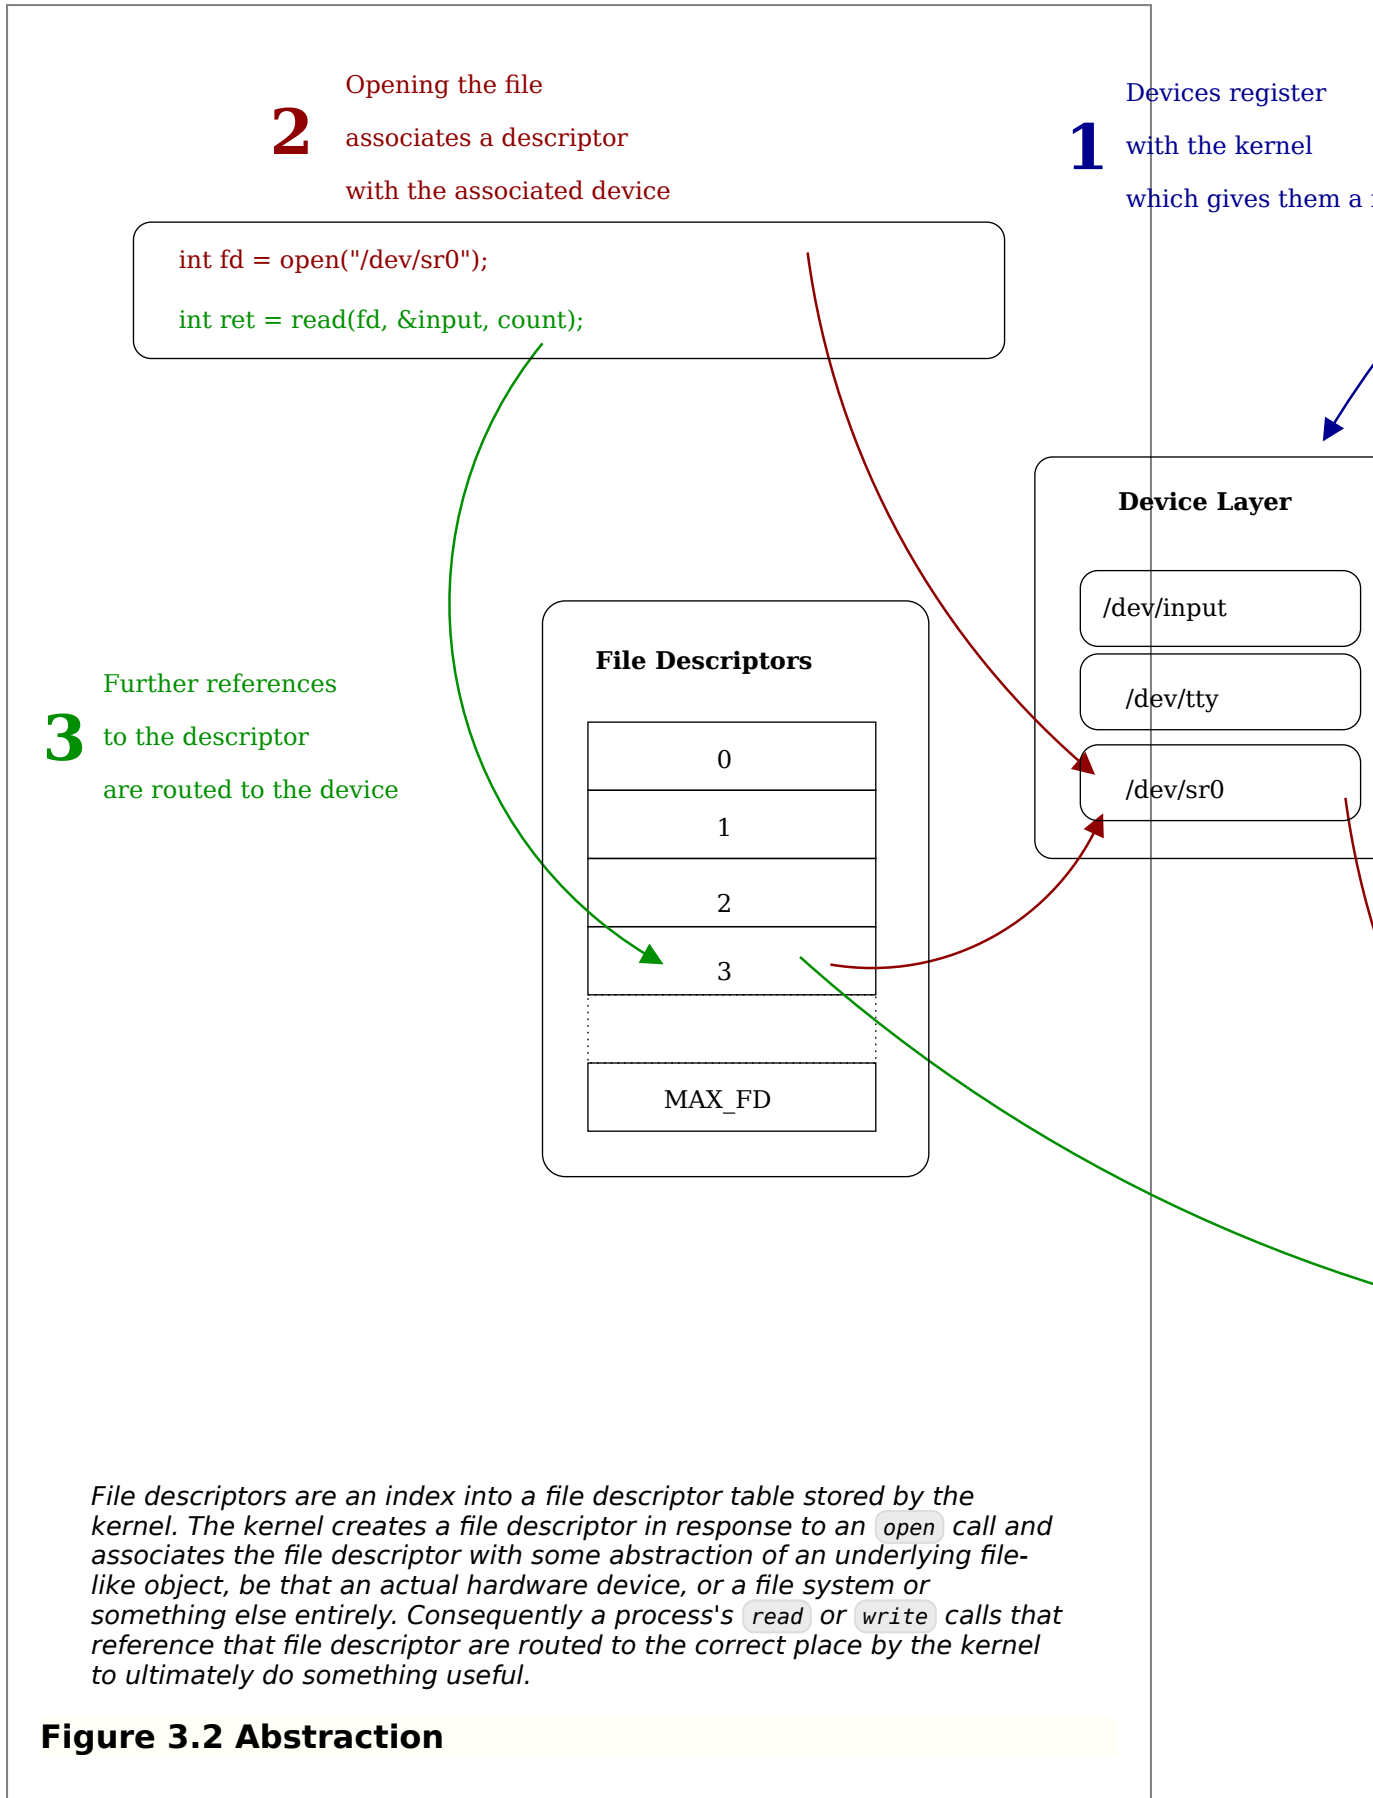 2
Opening the file
associates a descriptor
with the associated device
1
Devices register
with the kernel
which gives them a
int fd = open("/dev/sr0");
int ret = read(fd, &input, count);
Device Layer
/dev/input
/dev/tty
/dev/sr0
File Descriptors
0
1
2
3
MAX_FD
3
Further references
to the descriptor
are routed to the device
File descriptors are an index into a file descriptor table stored by the
kernel. The kernel creates a file descriptor in response to an open call and
associates the file descriptor with some abstraction of an underlying file-
like object, be that an actual hardware device, or a file system or
something else entirely. Consequently a process's read or write calls that
reference that file descriptor are routed to the correct place by the kernel
to ultimately do something useful.
Figure 3.2 Abstraction